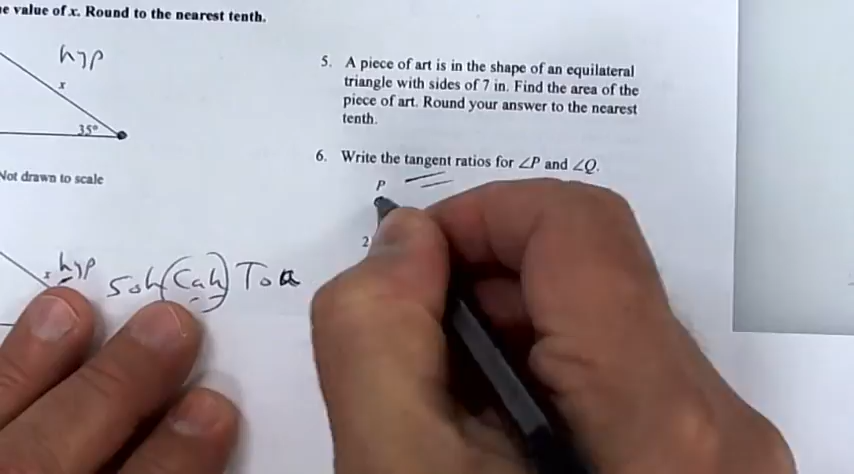 e value of x. Round to the nearest tenth.
hyp
x
35°
Not drawn to scale
x hyp Soh(Cah)Toa
5. A piece of art is in the shape of an equilateral
triangle with sides of 7 in. Find the area of the
piece of art. Round your answer to the nearest
tenth.
6. Write the tangent ratios for ∠P and ∠Q.
P
2